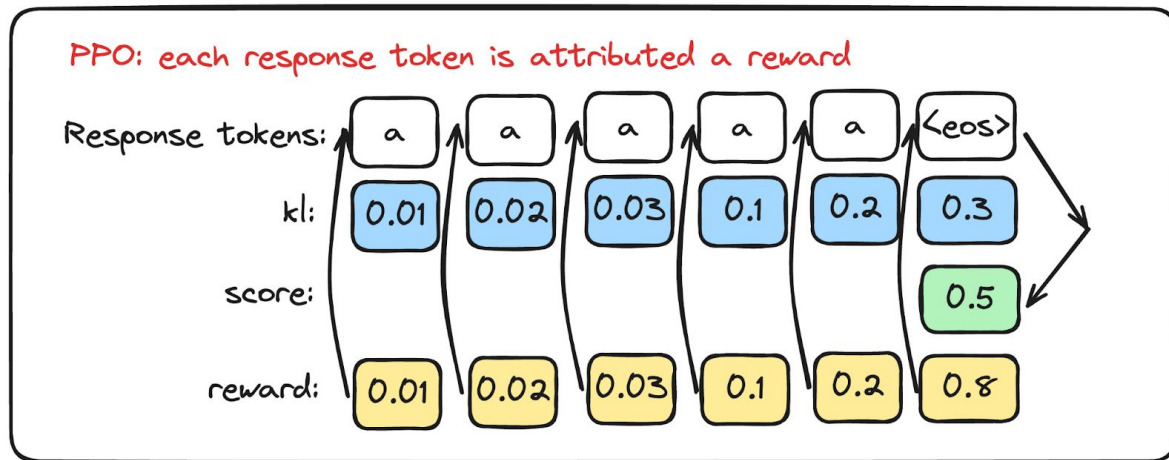 PPO: each response token is attributed a reward
Response tokens: a a a a a <eos>
kl: 0.01 0.02 0.03 0.1 0.2 0.3
score: 0.5
reward: 0.01 0.02 0.03 0.1 0.2 0.8